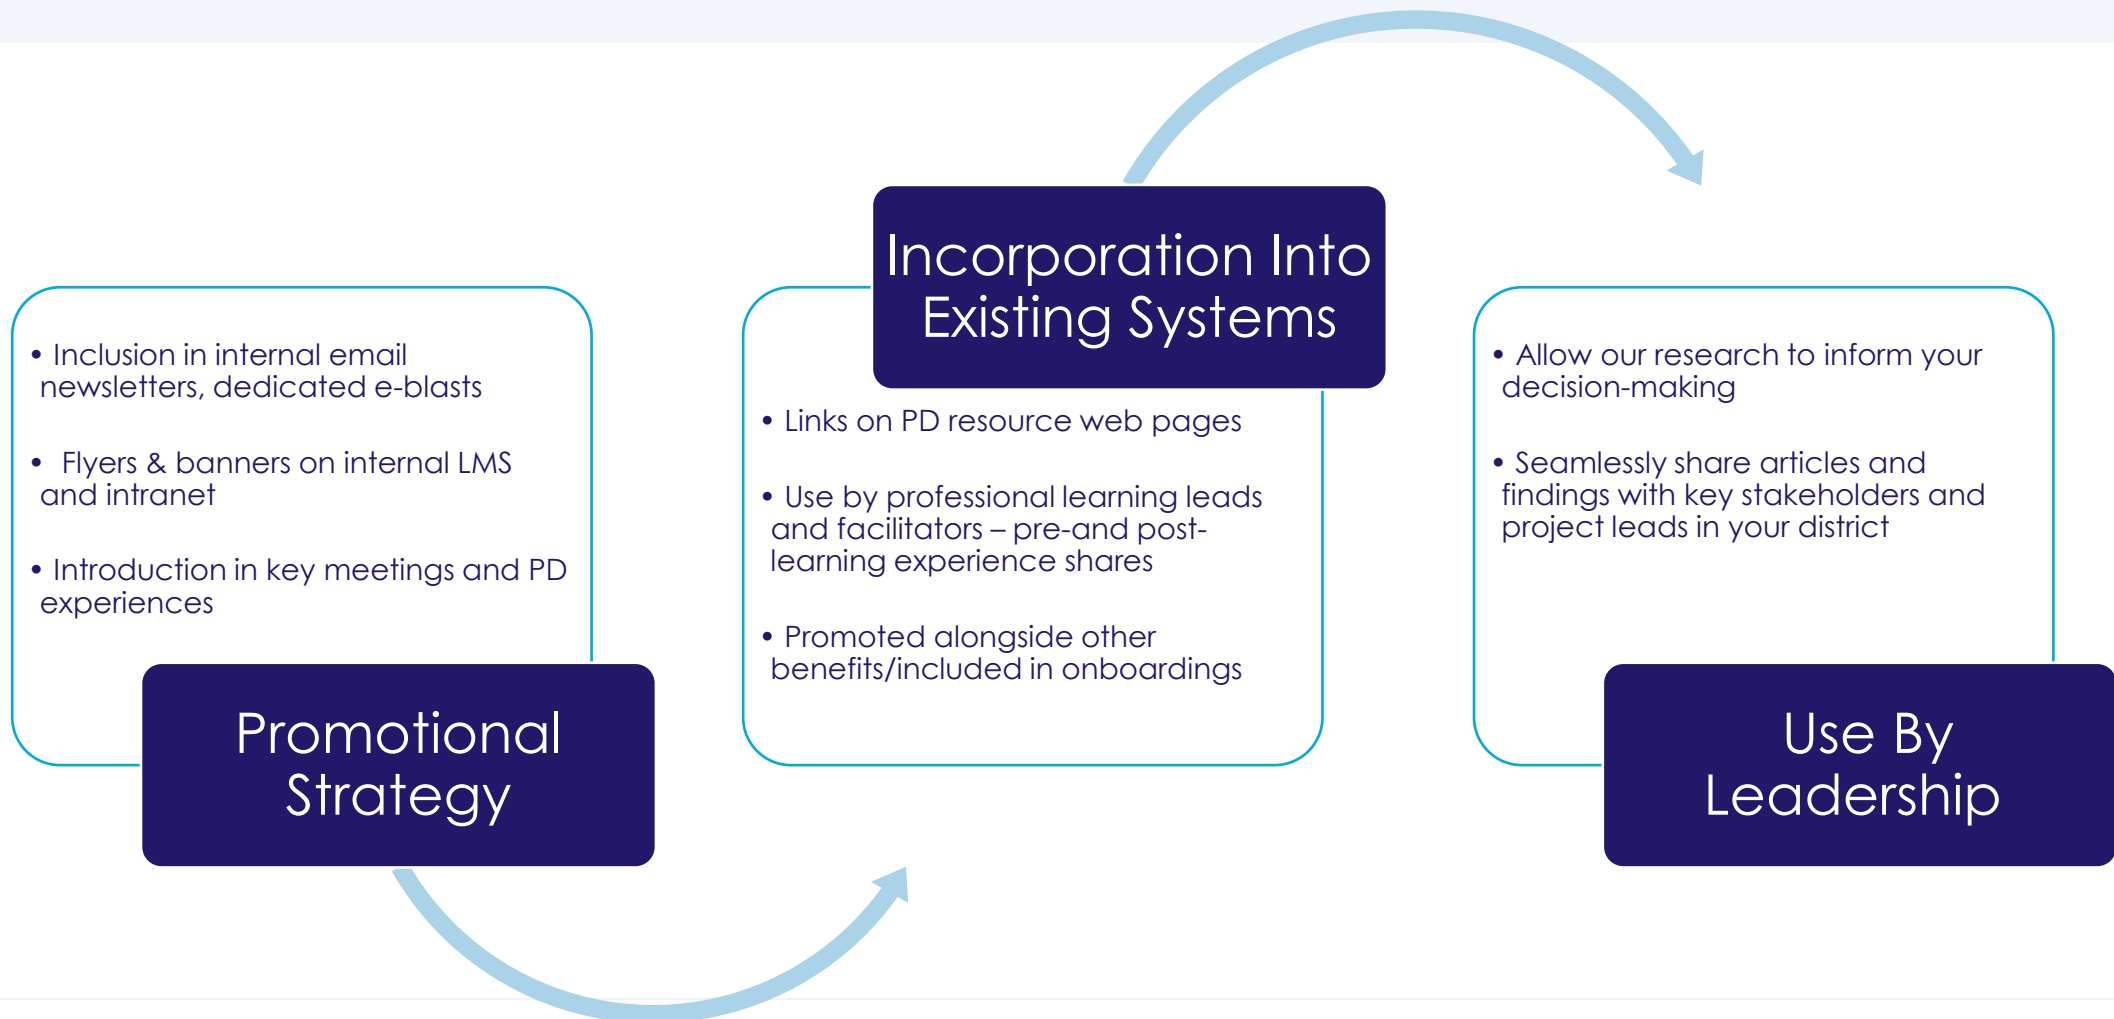 • Inclusion in internal email
newsletters, dedicated e-blasts
• Flyers & banners on internal LMS
and intranet
• Introduction in key meetings and PD
experiences
Promotional
Strategy
Incorporation Into
Existing Systems
• Links on PD resource web pages
• Use by professional learning leads
and facilitators – pre-and post-
learning experience shares
• Promoted alongside other
benefits/included in onboardings
• Allow our research to inform your
decision-making
• Seamlessly share articles and
findings with key stakeholders and
project leads in your district
Use By
Leadership